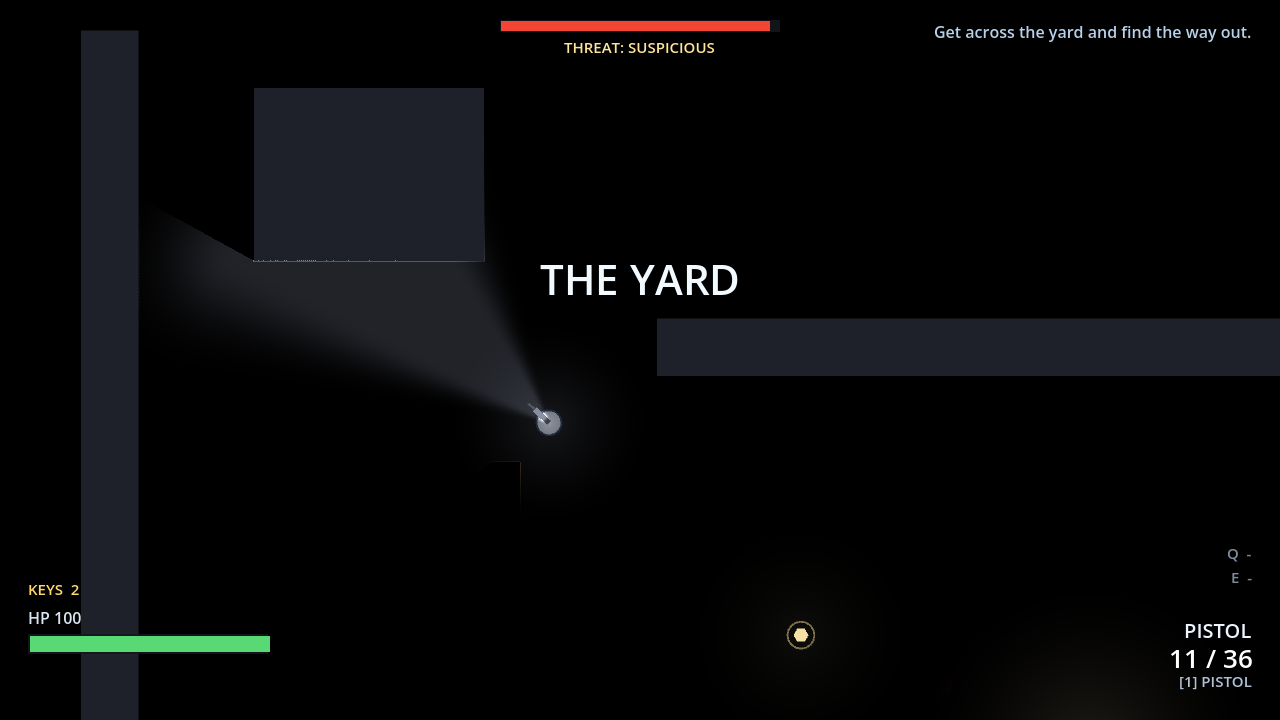 THREAT: SUSPICIOUS
Get across the yard and find the way out.
THE YARD
Q -
E -
KEYS 2
HP 100
PISTOL
11 / 36
[1] PISTOL